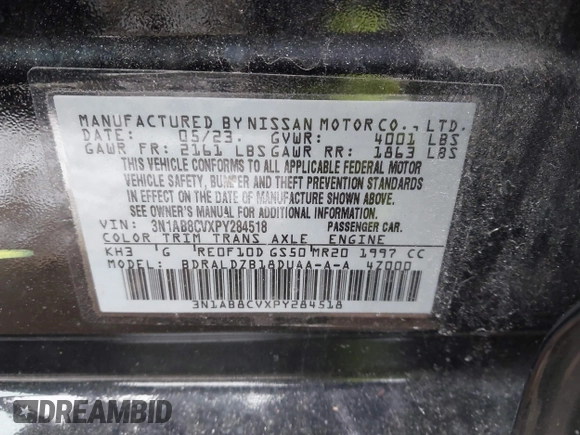 MANUFACTURED BY NISSAN MOTOR CO., LTD.
DATE: 05/23. GVWR: 4001 LBS
GAWR FR: 2161 LBS GAWR RR: 1863 LBS
THIS VEHICLE CONFORMS TO ALL APPLICABLE FEDERAL MOTOR
VEHICLE SAFETY, BUMPER AND THEFT PREVENTION STANDARDS
IN EFFECT ON THE DATE OF MANUFACTURE SHOWN ABOVE.
SEE OWNER'S MANUAL FOR ADDITIONAL INFORMATION.
VIN: 3N1AB8CVXPY284518 PASSENGER CAR.
COLOR TRIM TRANS AXLE ENGINE
KH3 G RE0F10D GS50 MR20 1997 CC
MODEL: BDRALDZB18DUAA-A-A 4Z000
3N1AB8CVXPY284518
DREAMBID